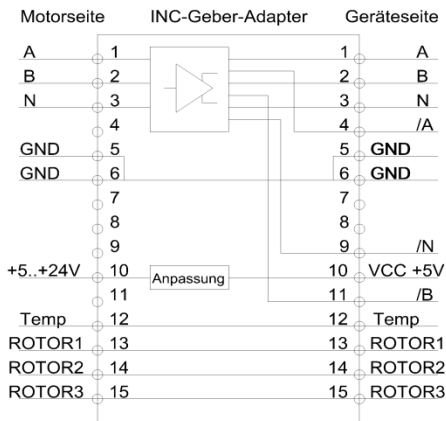 Motorseite INC-Geber-Adapter Geräteseite
A 1 1 A
B 2 2 B
N 3 3 N
4 4 /A
GND 5 5 GND
GND 6 6 GND
7 7
8 8
9 9 /N
+5..+24V 10 Anpassung 10 VCC +5V
11 11 /B
Temp 12 12 Temp
ROTOR1 13 13 ROTOR1
ROTOR2 14 14 ROTOR2
ROTOR3 15 15 ROTOR3